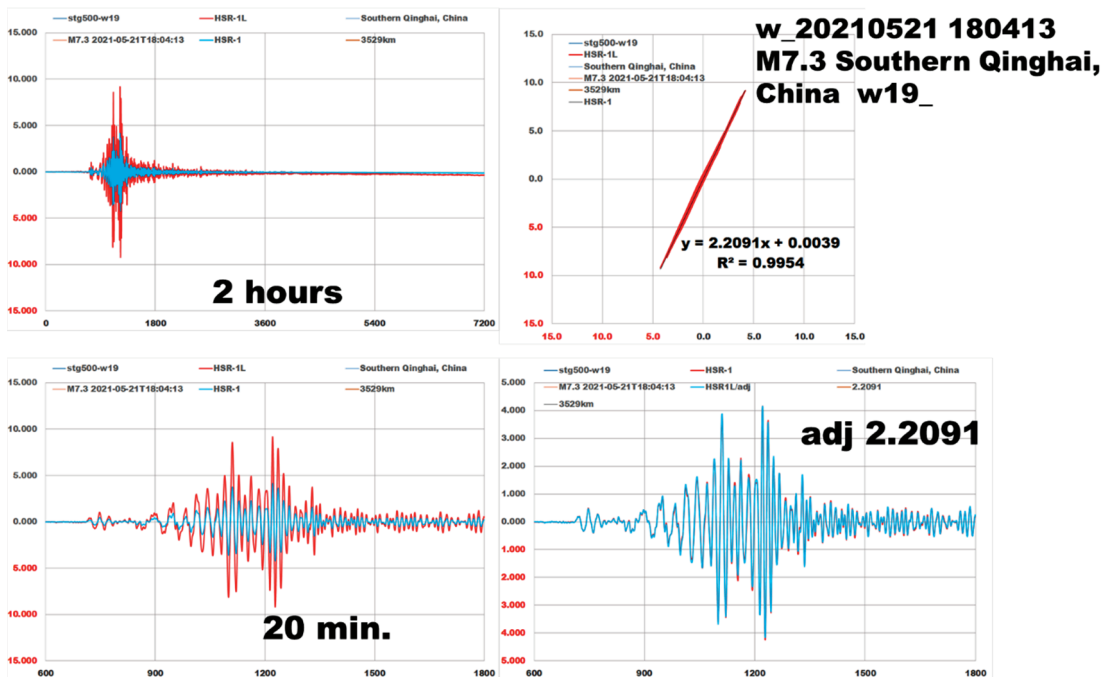 stg500-w19 HSR-1L Southern Qinghai, China
M7.3 2021-05-21T18:04:13 HSR-1 3529km
15.000
10.000
5.000
0.000
5.000
10.000
15.000
0 1800 3600 5400 7200
2 hours
w_20210521 180413
M7.3 Southern Qinghai,
China w19_
stg500-w19
HSR-1L
Southern Qinghai, China
M7.3 2021-05-21T18:04:13
3529km
HSR-1
15.0
10.0
5.0
0.0
5.0
10.0
15.0
15.0 10.0 5.0 0.0 5.0 10.0 15.0
y = 2.2091x + 0.0039
R² = 0.9954
stg500-w19 HSR-1L Southern Qinghai, China
M7.3 2021-05-21T18:04:13 HSR-1 3529km
15.000
10.000
5.000
0.000
5.000
10.000
15.000
600 900 1200 1500 1800
20 min.
stg500-w19 HSR-1 Southern Qinghai, China
M7.3 2021-05-21T18:04:13 HSR1L/adj 2.2091
3529km
5.000
4.000
3.000
2.000
1.000
0.000
1.000
2.000
3.000
4.000
5.000
600 900 1200 1500 1800
adj 2.2091